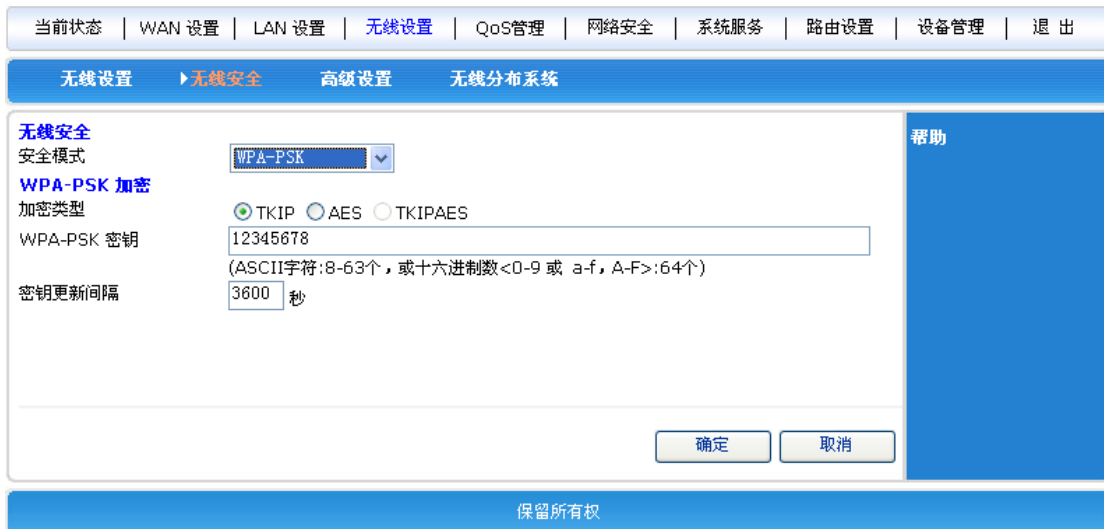 当前状态 | WAN 设置 | LAN 设置 | 无线设置 | QoS管理 | 网络安全 | 系统服务 | 路由设置 | 设备管理 | 退 出
无线设置 无线安全 高级设置 无线分布系统
无线安全
安全模式 WPA-PSK
WPA-PSK 加密
加密类型 TKIP AES TKIPAES
WPA-PSK 密钥 12345678
(ASCII字符:8-63个，或十六进制数<0-9 或 a-f，A-F>:64个)
密钥更新间隔 3600 秒
确定 取消
帮助
保留所有权